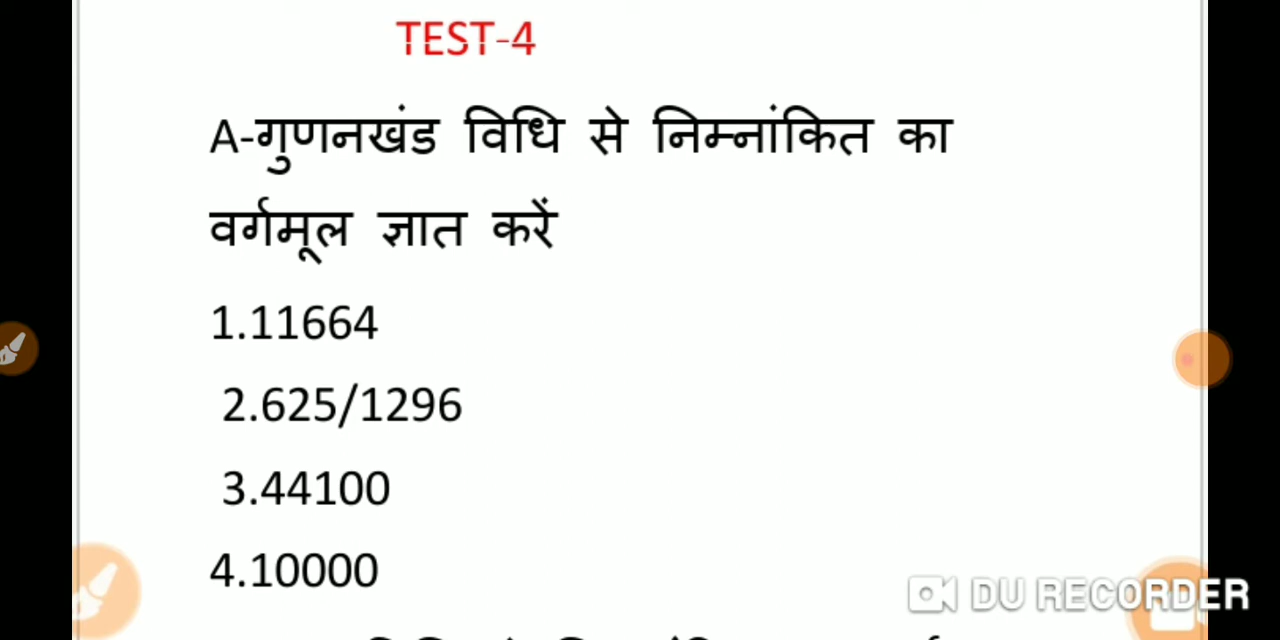 TEST-4
A-गुणनखंड विधि से निम्नांकित का
वर्गमूल ज्ञात करें
1.11664
2.625/1296
3.44100
4.10000
DU RECORDER